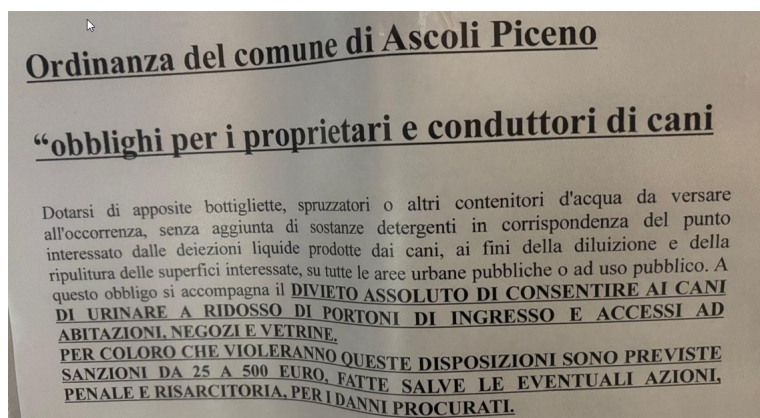 Ordinanza del comune di Ascoli Piceno
“obblighi per i proprietari e conduttori di cani
Dotarsi di apposite bottigliette, spruzzatori o altri contenitori d'acqua da versare
all'occorrenza, senza aggiunta di sostanze detergenti in corrispondenza del punto
interessato dalle deiezioni liquide prodotte dai cani, ai fini della diluizione e della
ripulitura delle superfici interessate, su tutte le aree urbane pubbliche o ad uso pubblico. A
questo obbligo si accompagna il DIVIETO ASSOLUTO DI CONSENTIRE AI CANI
DI URINARE A RIDOSSO DI PORTONI DI INGRESSO E ACCESSI AD
ABITAZIONI, NEGOZI E VETRINE.
PER COLORO CHE VIOLERANNO QUESTE DISPOSIZIONI SONO PREVISTE
SANZIONI DA 25 A 500 EURO, FATTE SALVE LE EVENTUALI AZIONI,
PENALE E RISARCITORIA, PER I DANNI PROCURATI.